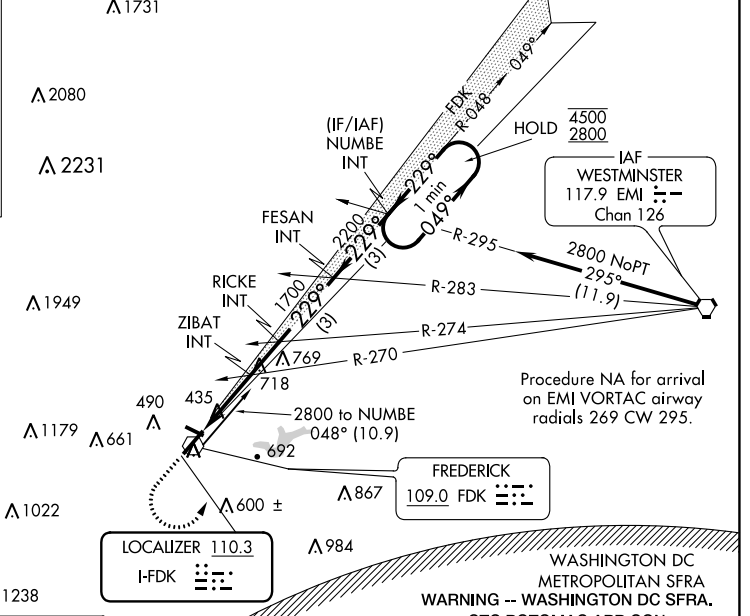 1731
2080
2231
(IF/IAF)
NUMBE
INT
FDK
R-048
049°
HOLD
4500
2800
229°
1 min
049°
IAF
WESTMINSTER
117.9 EMI
Chan 126
FESAN
INT
2200
229°
(3)
R-295
2800 NoPT
295°
(11.9)
R-283
1949
RICKE
INT
1700
229°
(3)
R-274
ZIBAT
INT
769
R-270
718
Procedure NA for arrival
on EMI VORTAC airway
radials 269 CW 295.
490
435
2800 to NUMBE
048° (10.9)
1179
661
692
FREDERICK
109.0 FDK
867
1022
600 ±
LOCALIZER 110.3
I-FDK
984
WASHINGTON DC
METROPOLITAN SFRA
1238
WARNING -- WASHINGTON DC SFRA.